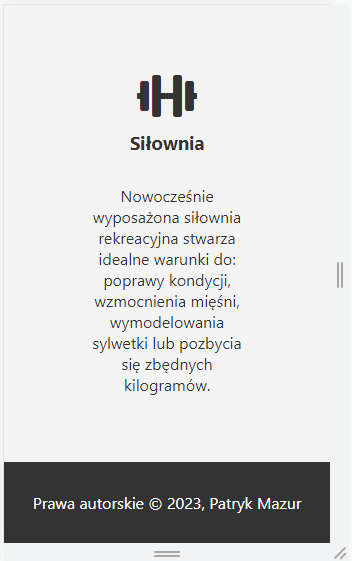 Siłownia
Nowocześnie
wyposażona siłownia
rekreacyjna stwarza
idealne warunki do:
poprawy kondycji,
wzmocnienia mięśni,
wymodelowania
sylwetki lub pozbycia
się zbędnych
kilogramów.
Prawa autorskie © 2023, Patryk Mazur